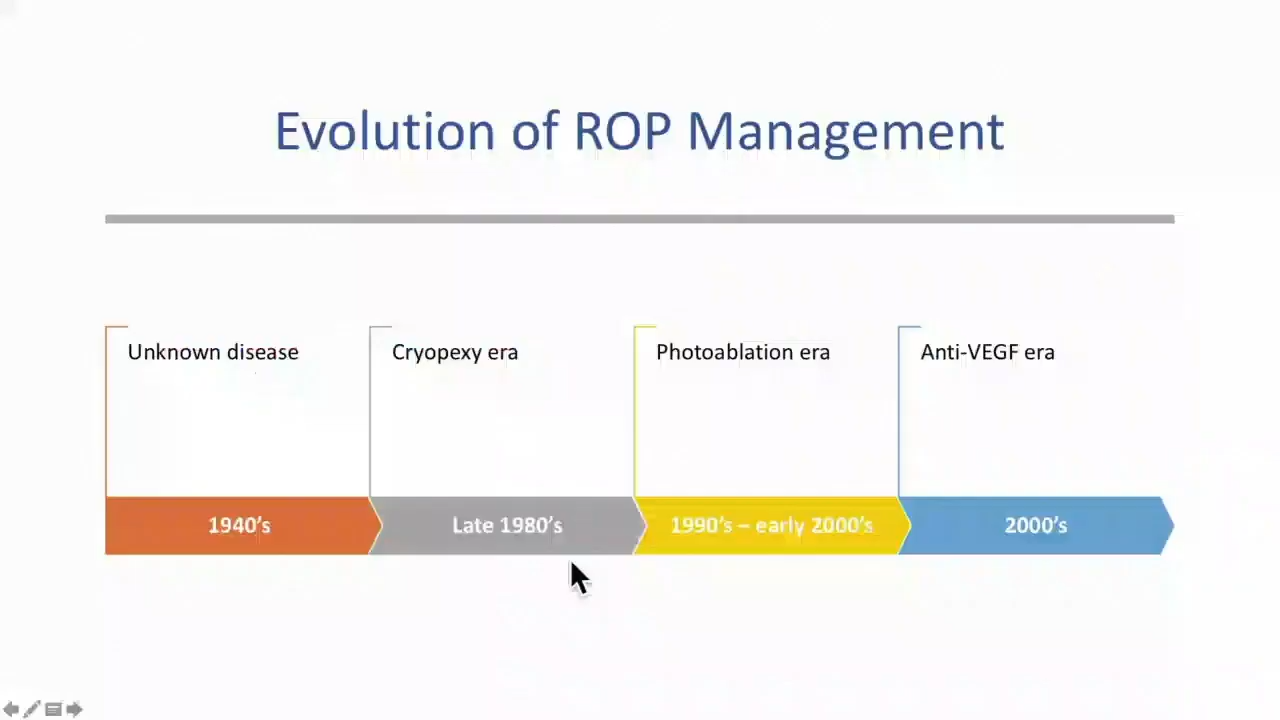 Evolution of ROP Management
Unknown disease
Cryopexy era
Photoablation era
Anti-VEGF era
1940's
Late 1980's
1990's – early 2000's
2000's